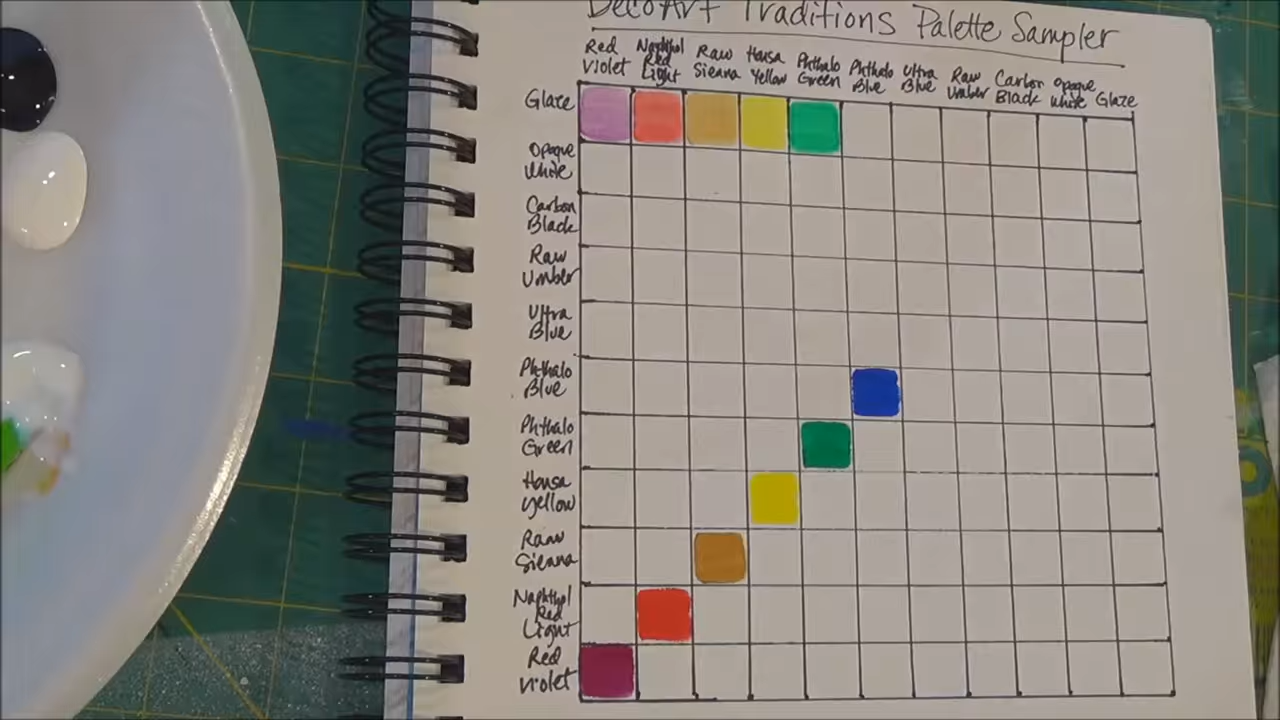 DecoArt Traditions Palette Sampler
Red Violet
Naphthol Red Light
Raw Sienna
Hansa Yellow
Phthalo Green
Phthalo Blue
Ultra Blue
Raw Umber
Carbon Black
Opaque White
Glaze
Glaze
Opaque White
Carbon Black
Raw Umber
Ultra Blue
Phthalo Blue
Phthalo Green
Hansa Yellow
Raw Sienna
Naphthol Red Light
Red Violet